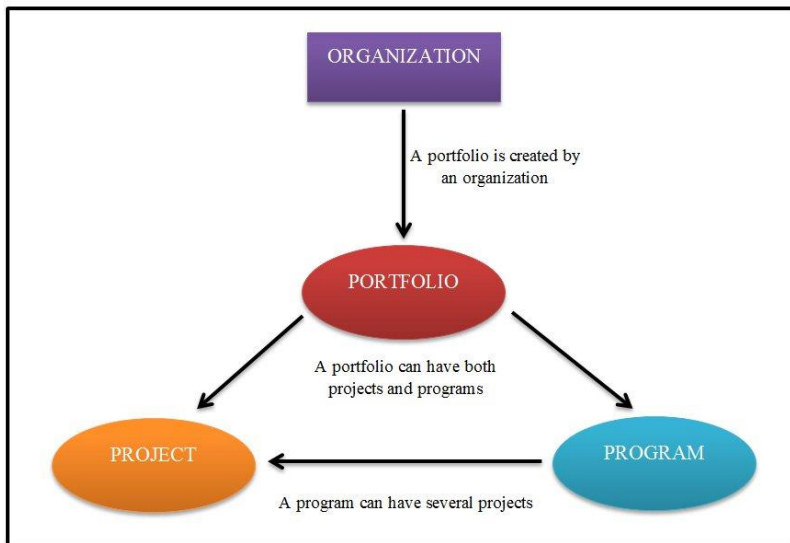 ORGANIZATION
A portfolio is created by
an organization
PORTFOLIO
A portfolio can have both
projects and programs
PROJECT
PROGRAM
A program can have several projects